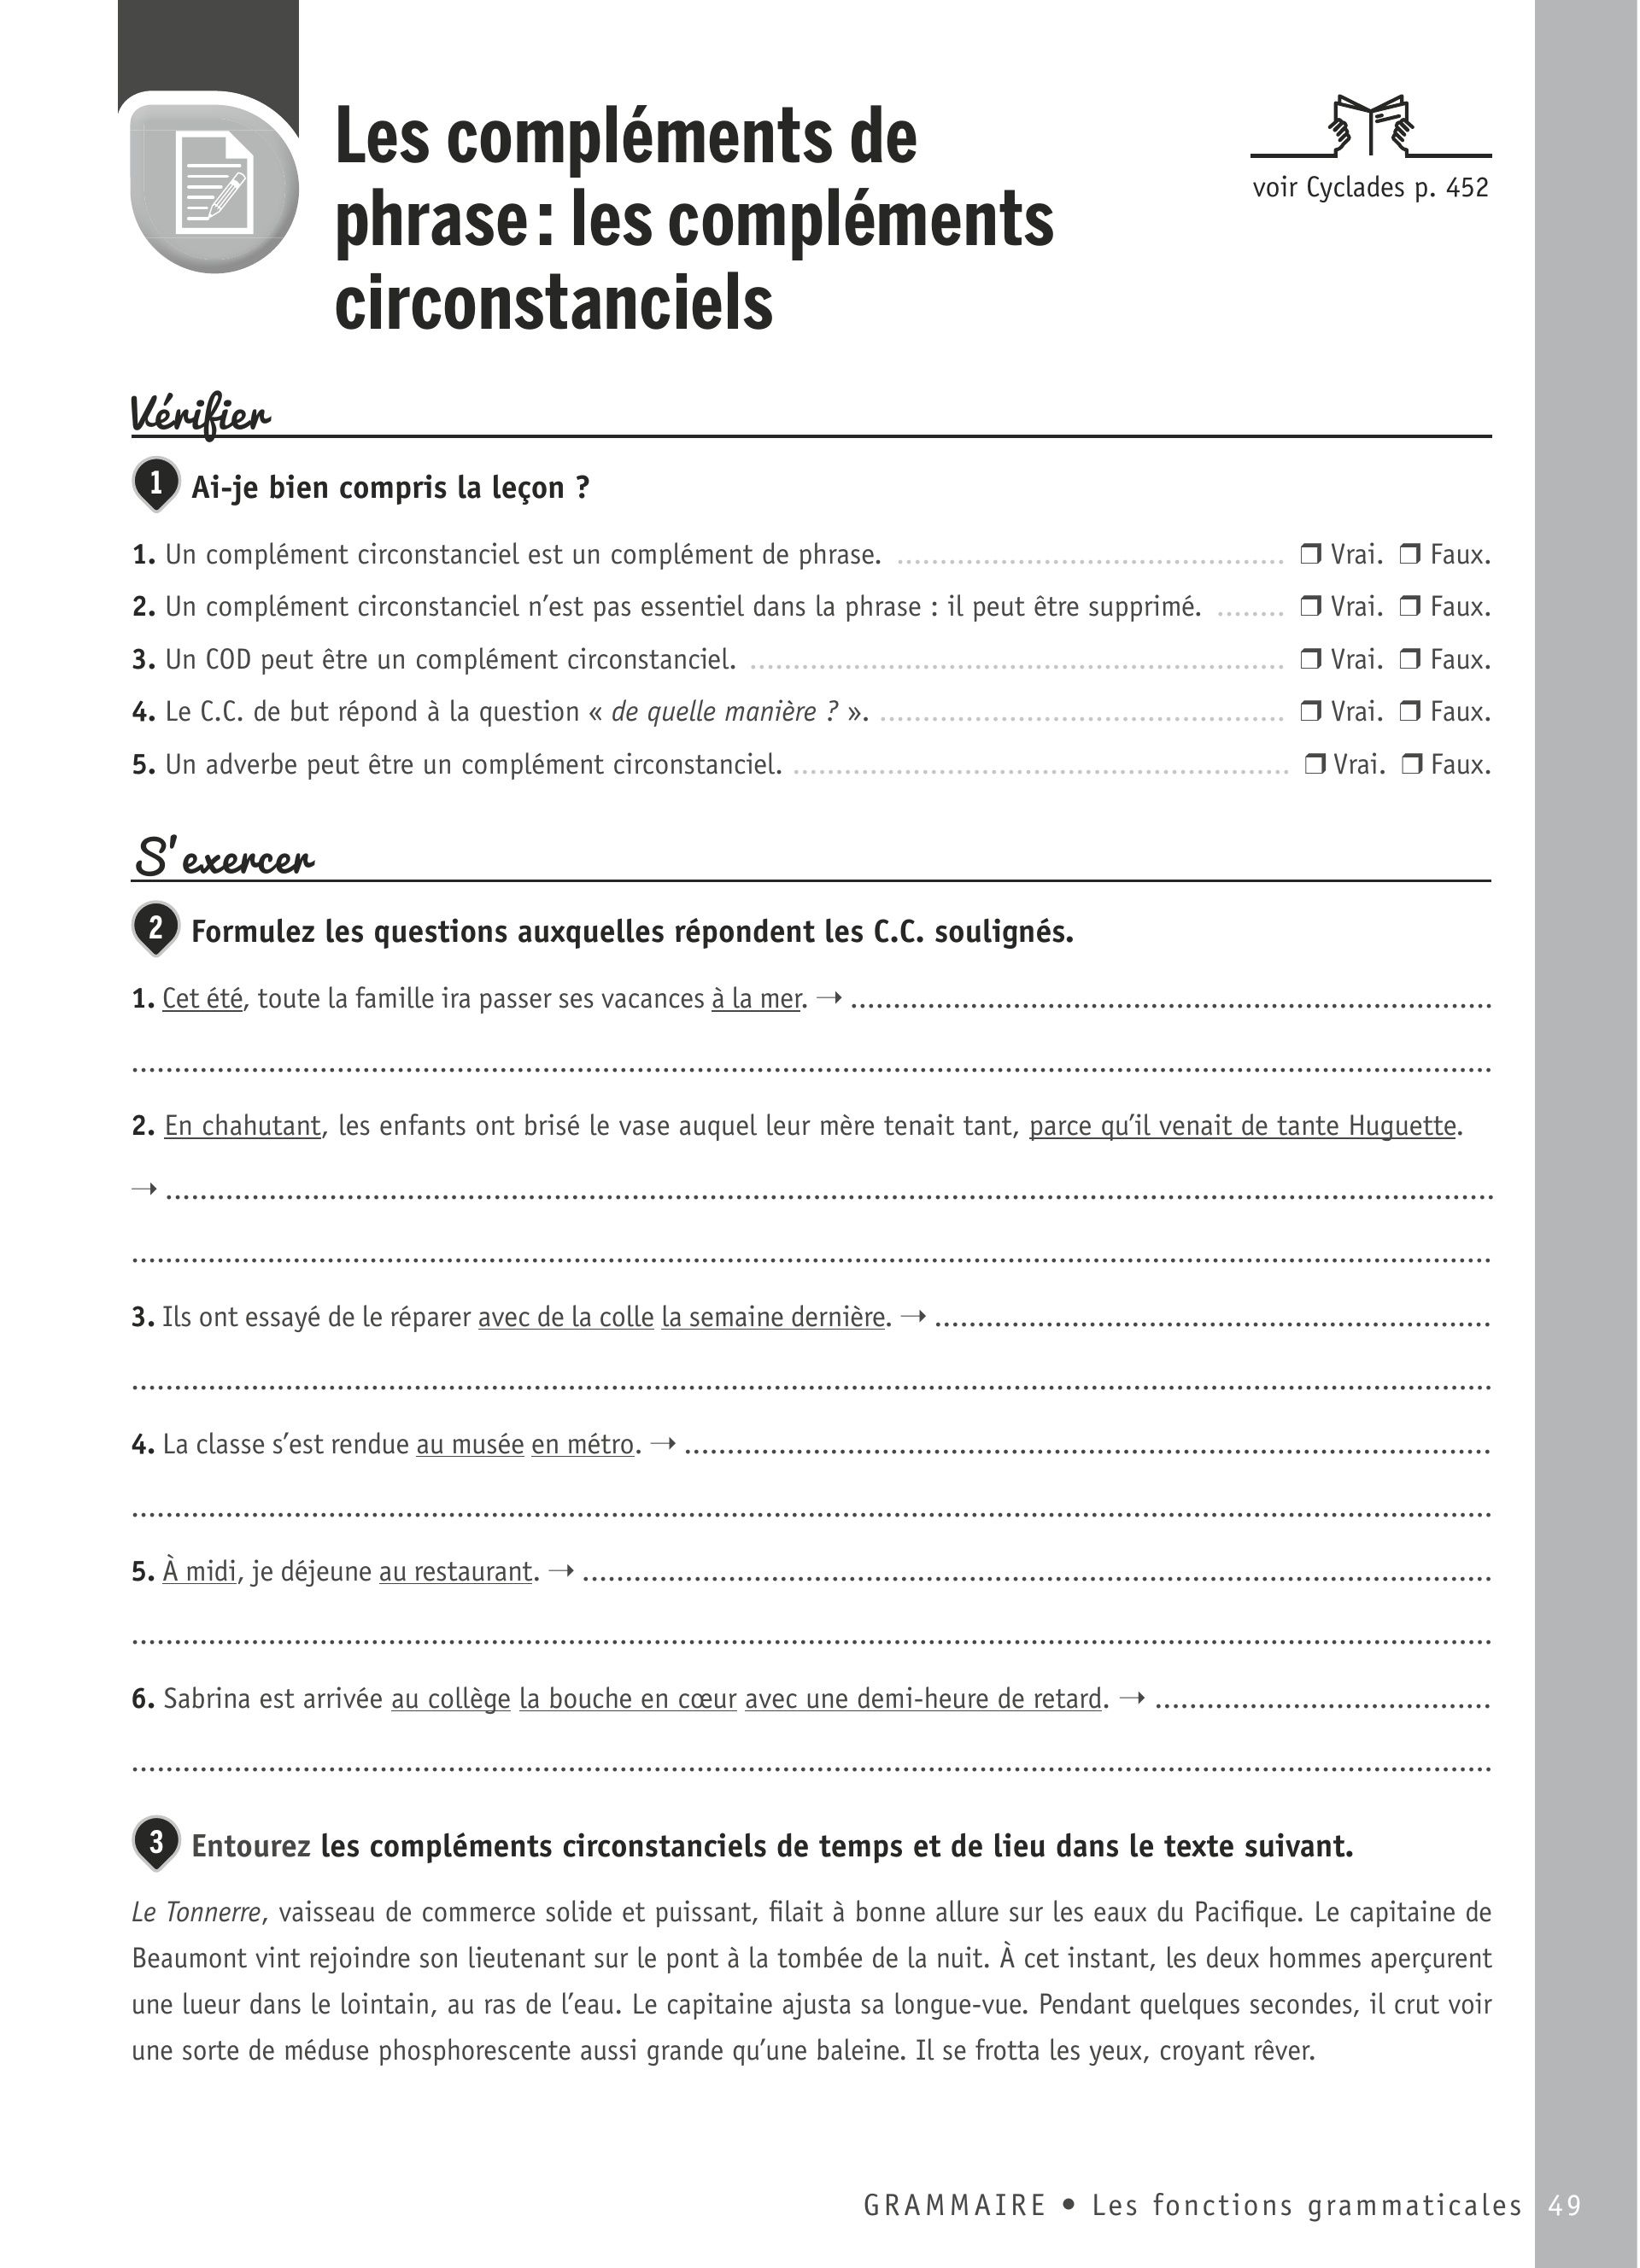 Les compléments de
phrase : les compléments
circonstanciels
voir Cyclades p. 452
Vérifier
1 Ai-je bien compris la leçon ?
1. Un complément circonstanciel est un complément de phrase. ............................................. ❒ Vrai. ❒ Faux.
2. Un complément circonstanciel n’est pas essentiel dans la phrase : il peut être supprimé. ........ ❒ Vrai. ❒ Faux.
3. Un COD peut être un complément circonstanciel. .............................................................. ❒ Vrai. ❒ Faux.
4. Le C.C. de but répond à la question « de quelle manière ? ». ............................................... ❒ Vrai. ❒ Faux.
5. Un adverbe peut être un complément circonstanciel. .......................................................... ❒ Vrai. ❒ Faux.
S’exercer
2 Formulez les questions auxquelles répondent les C.C. soulignés.
1. Cet été, toute la famille ira passer ses vacances à la mer. → ..........................................................................
2. En chahutant, les enfants ont brisé le vase auquel leur mère tenait tant, parce qu’il venait de tante Huguette.
→ ..........................................................................
3. Ils ont essayé de le réparer avec de la colle la semaine dernière. → .................................................................
4. La classe s’est rendue au musée en métro. → ..........................................................................
5. À midi, je déjeune au restaurant. → ..........................................................................
6. Sabrina est arrivée au collège la bouche en cœur avec une demi-heure de retard. → .......................................
3 Entourez les compléments circonstanciels de temps et de lieu dans le texte suivant.
Le Tonnerre, vaisseau de commerce solide et puissant, filait à bonne allure sur les eaux du Pacifique. Le capitaine de
Beaumont vint rejoindre son lieutenant sur le pont à la tombée de la nuit. À cet instant, les deux hommes aperçurent
une lueur dans le lointain, au ras de l’eau. Le capitaine ajusta sa longue-vue. Pendant quelques secondes, il crut voir
une sorte de méduse phosphorescente aussi grande qu’une baleine. Il se frotta les yeux, croyant rêver.
GRAMMAIRE • Les fonctions grammaticales 49